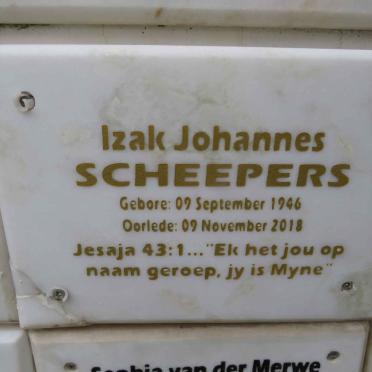 Izak Johannes
SCHEEPERS
Gebore: 09 September 1946
Oorlede: 09 November 2018
Jesaja 43:1..."Ek het jou op
naam geroep, jy is Myne"
Sophia van der Merwe